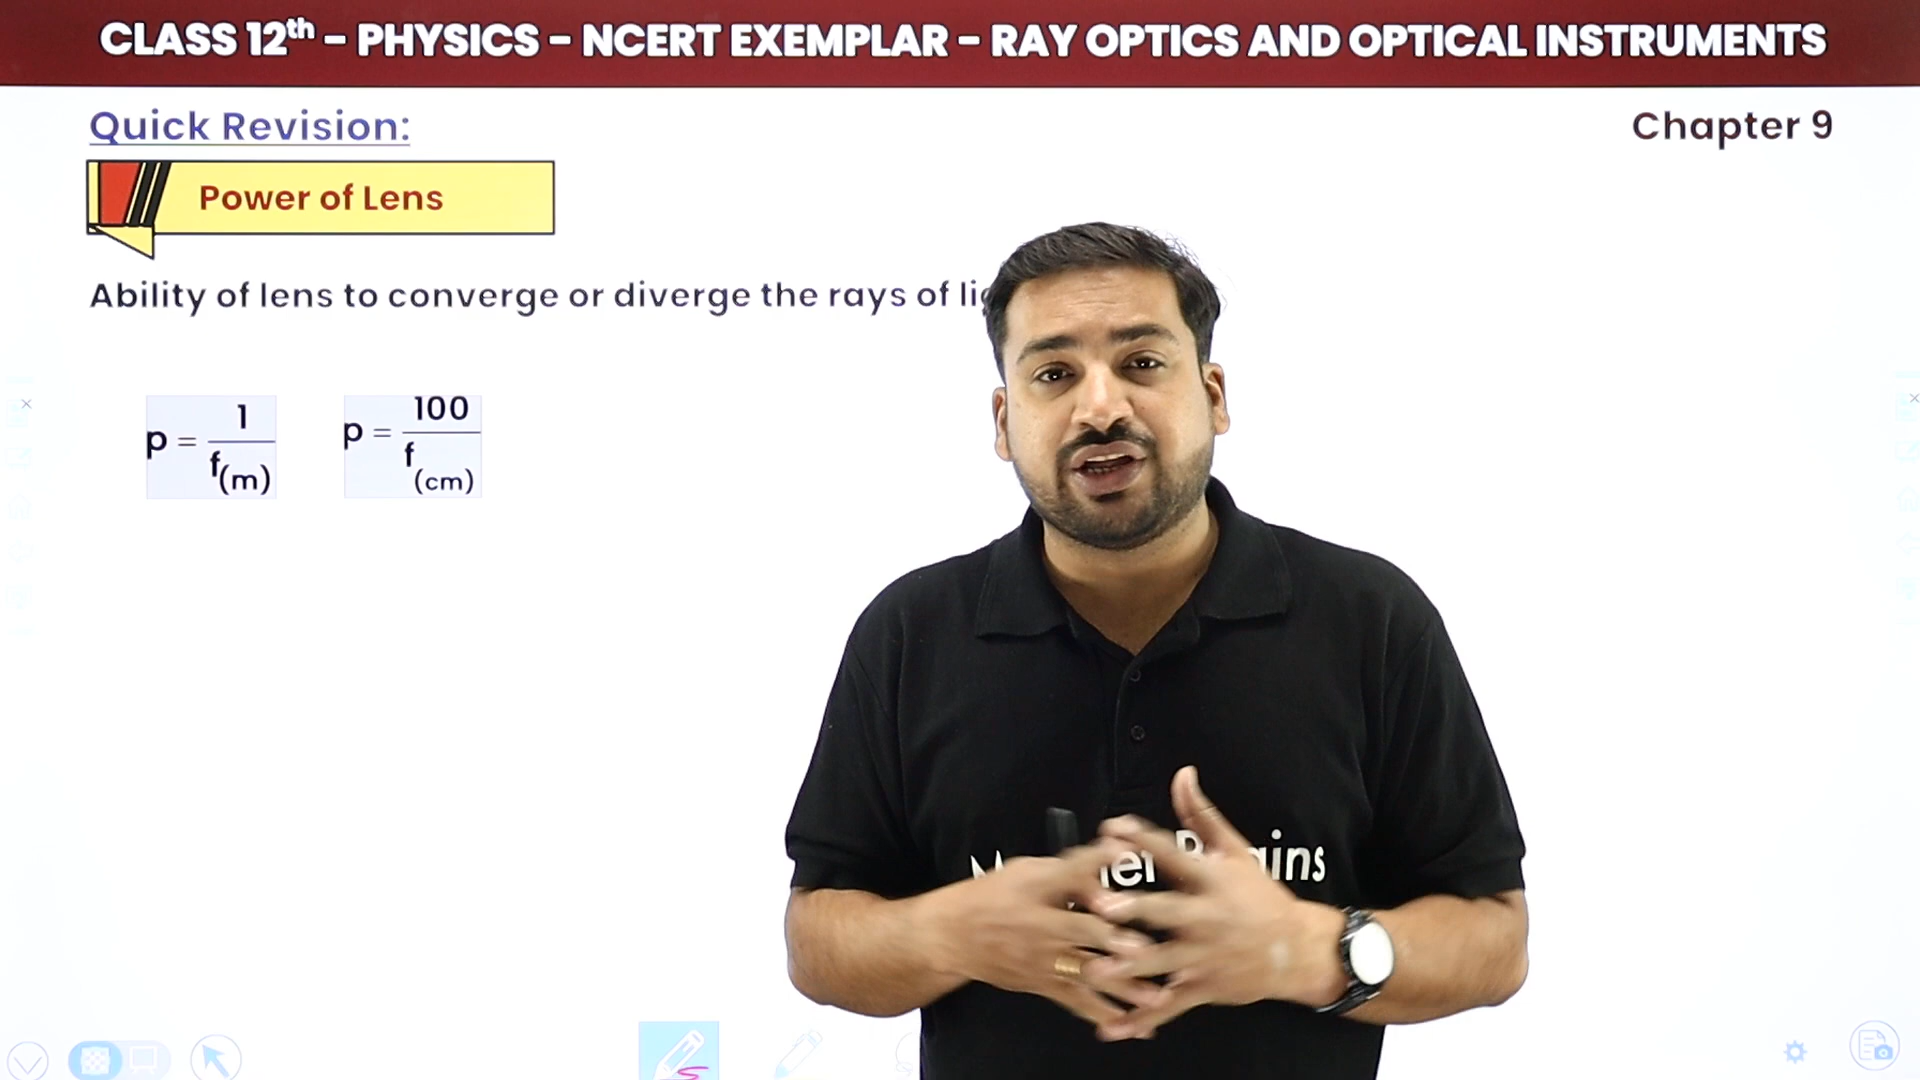 CLASS 12th - PHYSICS - NCERT EXEMPLAR - RAY OPTICS AND OPTICAL INSTRUMENTS
Quick Revision:
Chapter 9
Power of Lens
Ability of lens to converge or diverge the rays of
p = 1 / f(m)
p = 100 / f(cm)